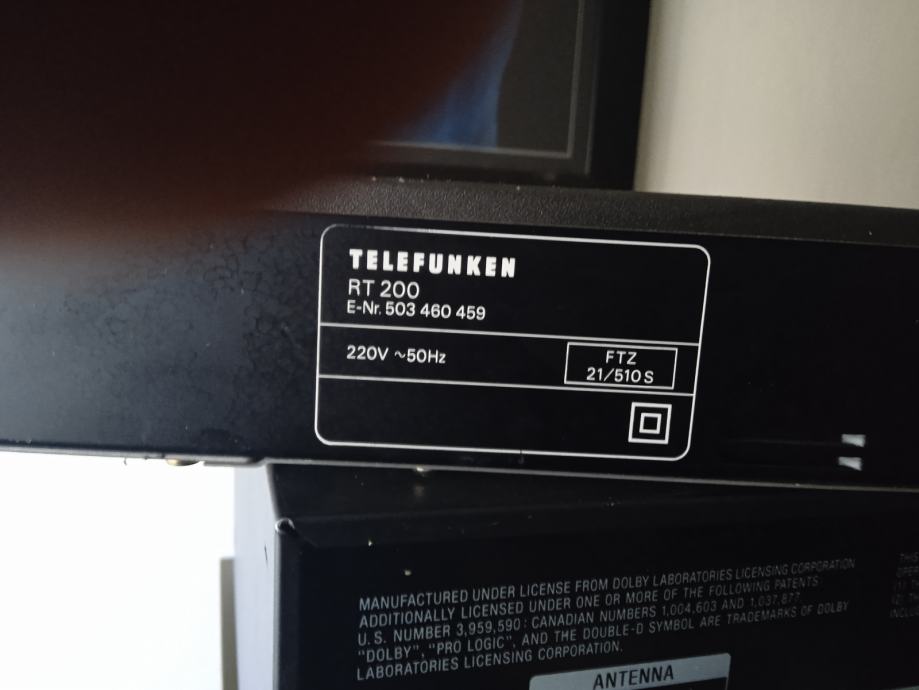 TELEFUNKEN
RT 200
E-Nr. 503 460 459
220V ~50Hz
FTZ
21/510 S
MANUFACTURED UNDER LICENSE FROM DOLBY LABORATORIES LICENSING CORPORATION
ADDITIONALLY LICENSED UNDER ONE OR MORE OF THE FOLLOWING PATENTS:
U.S. NUMBER 3,959,590: CANADIAN NUMBERS 1,004,603 AND 1,037,877
"DOLBY", "PRO LOGIC", AND THE DOUBLE-D SYMBOL ARE TRADEMARKS OF DOLBY
LABORATORIES LICENSING CORPORATION.
ANTENNA